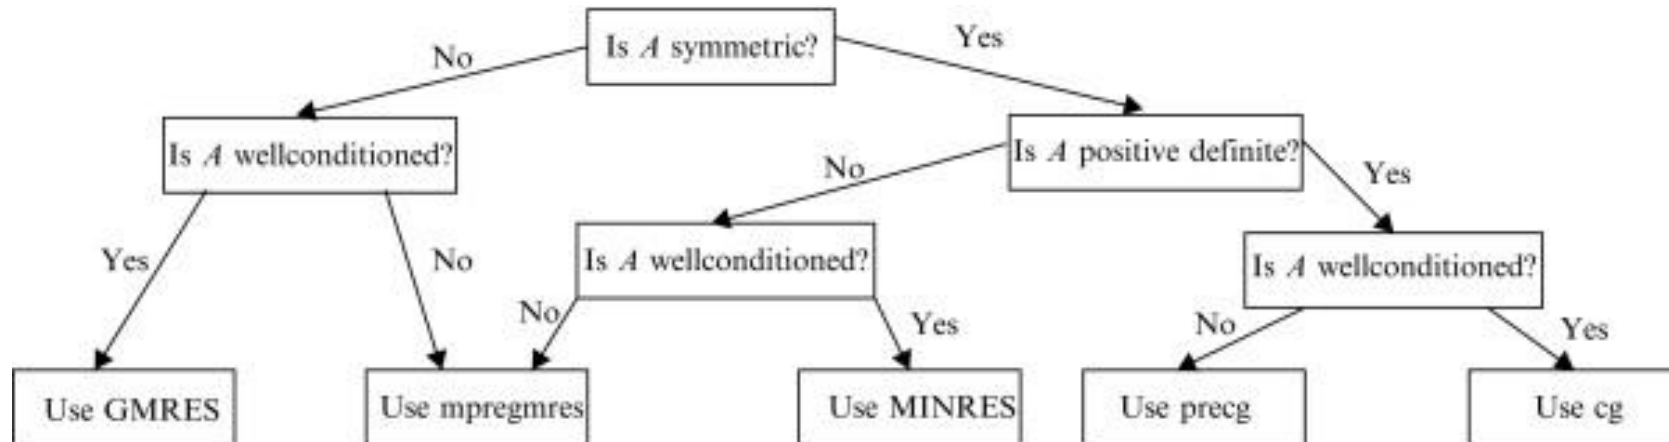 Is A symmetric?
No
Yes
Is A wellconditioned?
Is A positive definite?
No
Yes
Is A wellconditioned?
Is A wellconditioned?
Yes
No
No
Yes
No
Yes
Use GMRES
Use mpregmres
Use MINRES
Use precg
Use cg